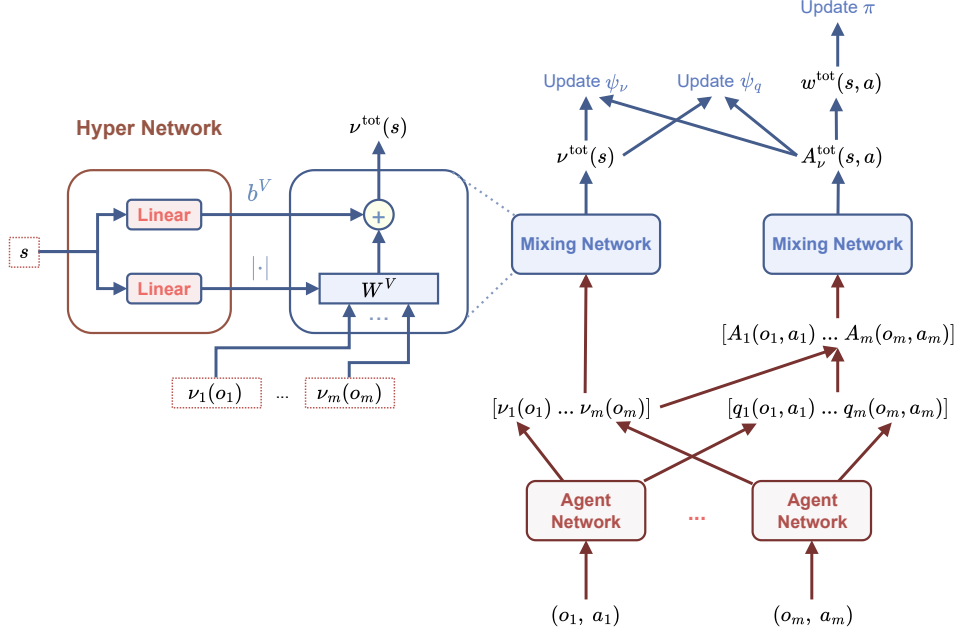 Update π
Update ψ_ν
Update ψ_q
w^tot(s, a)
Hyper Network
ν^tot(s)
ν^tot(s)
A_ν^tot(s, a)
b^V
Linear
+
s
Mixing Network
Mixing Network
|·|
Linear
W^V
...
[A_1(o_1, a_1) ... A_m(o_m, a_m)]
ν_1(o_1) ... ν_m(o_m)
[ν_1(o_1) ... ν_m(o_m)]
[q_1(o_1, a_1) ... q_m(o_m, a_m)]
Agent
Network
...
Agent
Network
(o_1, a_1)
(o_m, a_m)